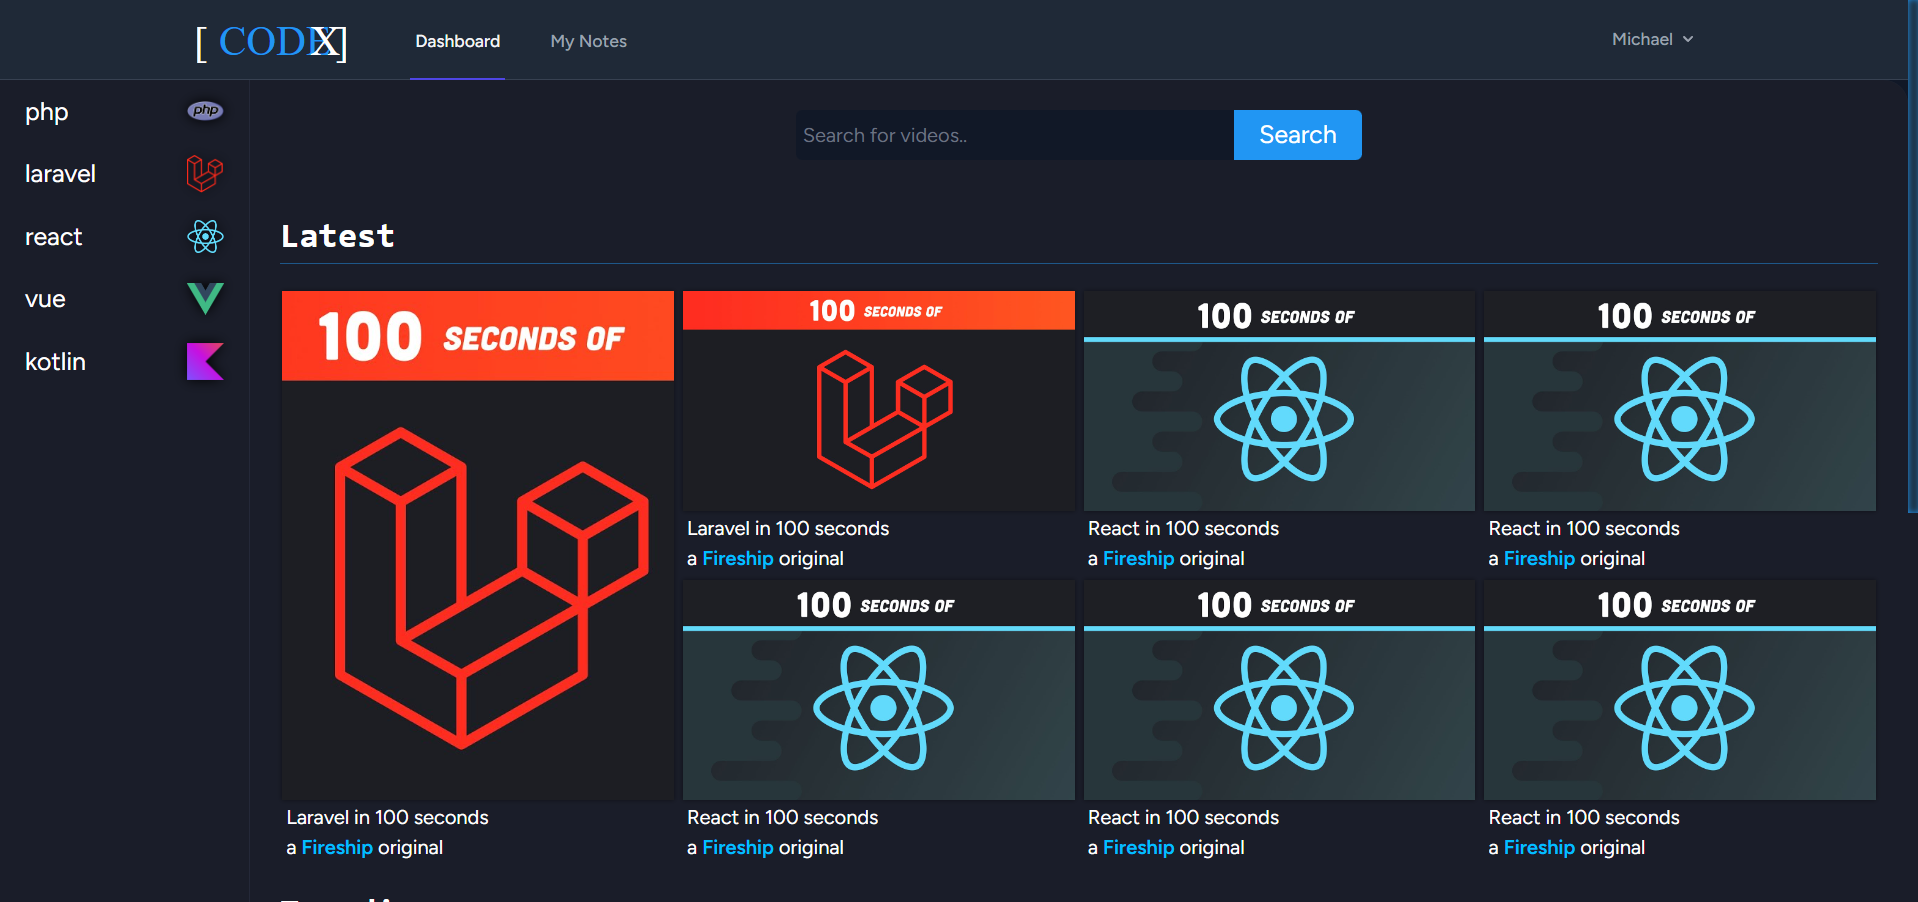 [ CODEX]
Dashboard
My Notes
Michael
php
php
laravel
react
vue
kotlin
Search for videos..
Search
Latest
100 SECONDS OF
100 SECONDS OF
100 SECONDS OF
100 SECONDS OF
Laravel in 100 seconds
a Fireship original
React in 100 seconds
a Fireship original
React in 100 seconds
a Fireship original
100 SECONDS OF
100 SECONDS OF
100 SECONDS OF
Laravel in 100 seconds
a Fireship original
React in 100 seconds
a Fireship original
React in 100 seconds
a Fireship original
React in 100 seconds
a Fireship original